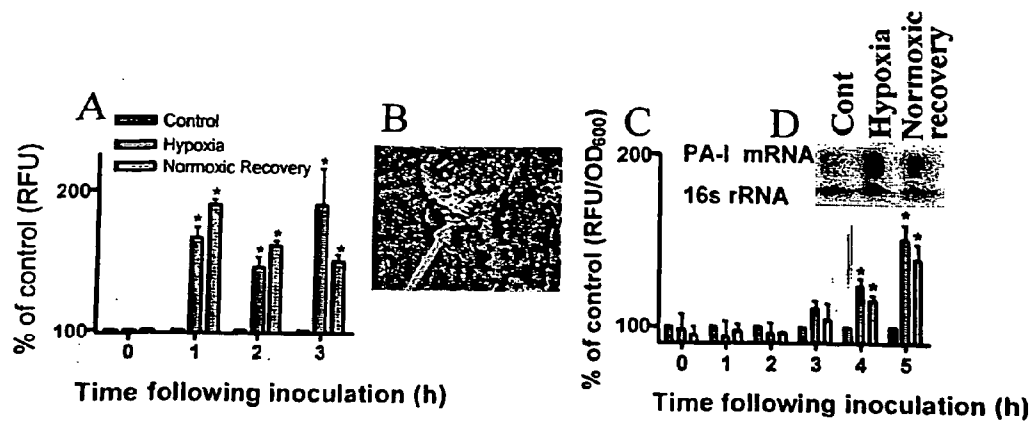 A
Control
Hypoxia
Normoxic Recovery
% of control (RFU)
200
100
* * * * * *
0 1 2 3
Time following inoculation (h)
B
C
% of control (RFU/OD600)
200
100
* * * *
0 1 2 3 4 5
Time following inoculation (h)
D
Cont
Hypoxia
Normoxic
recovery
PA-I mRNA
16s rRNA